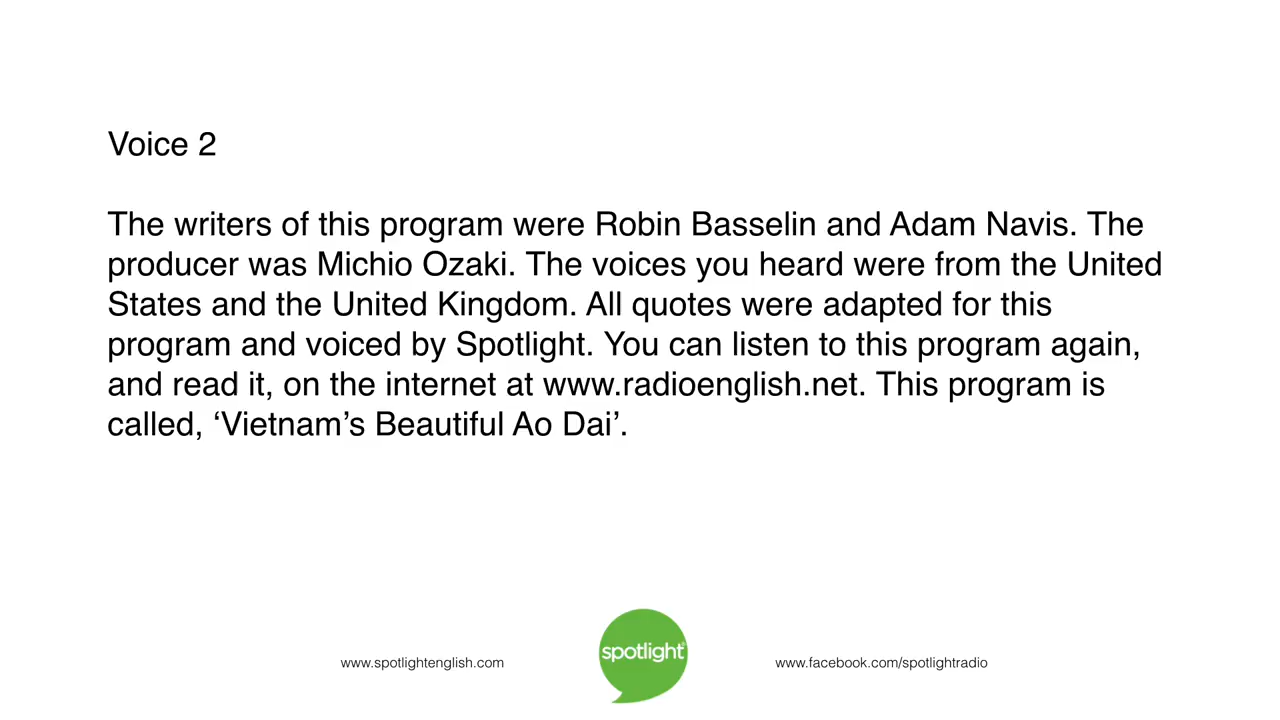 Voice 2
The writers of this program were Robin Basselin and Adam Navis. The
producer was Michio Ozaki. The voices you heard were from the United
States and the United Kingdom. All quotes were adapted for this
program and voiced by Spotlight. You can listen to this program again,
and read it, on the internet at www.radioenglish.net. This program is
called, ‘Vietnam’s Beautiful Ao Dai’.
www.spotlightenglish.com
spotlight®
www.facebook.com/spotlightradio